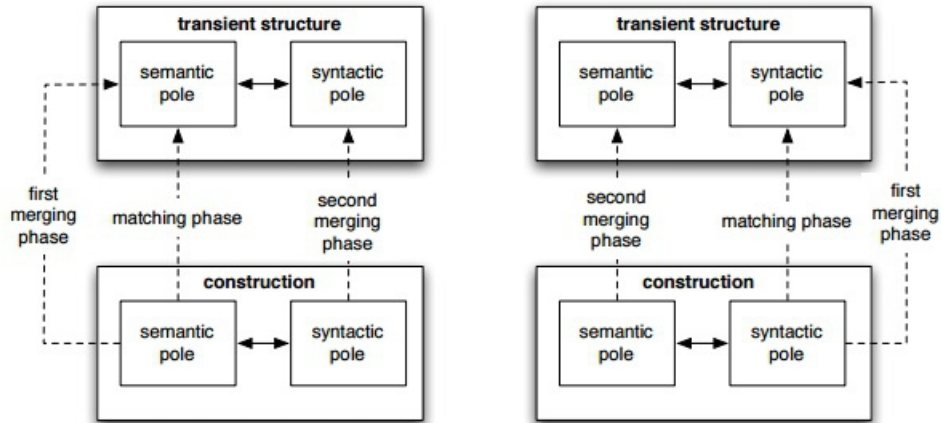 transient structure
semantic
pole
syntactic
pole
first
merging
phase
matching phase
second
merging
phase
construction
semantic
pole
syntactic
pole
transient structure
semantic
pole
syntactic
pole
second
merging
phase
matching phase
first
merging
phase
construction
semantic
pole
syntactic
pole